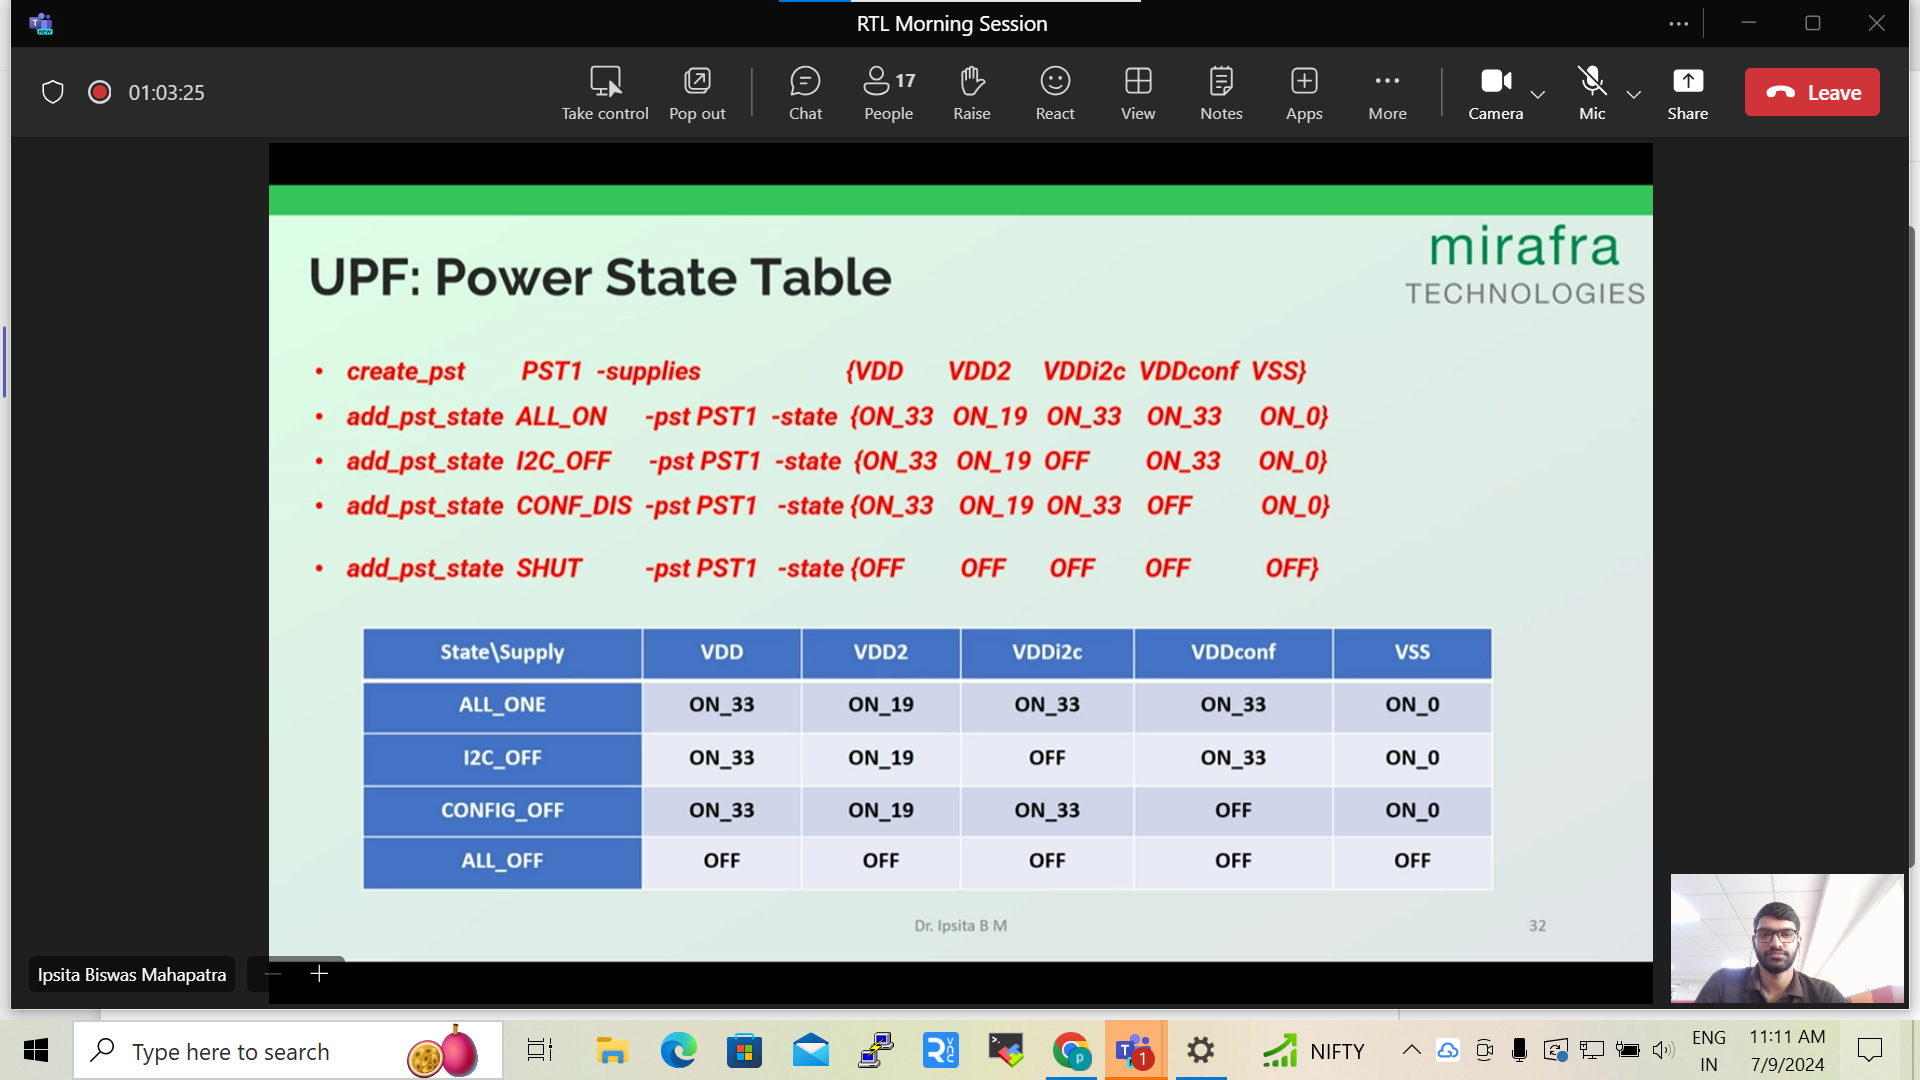 RTL Morning Session
01:03:25
Take control
Pop out
Chat
17
People
Raise
React
View
Notes
Apps
More
Camera
Mic
Share
Leave
mirafra
TECHNOLOGIES
UPF: Power State Table
• create_pst PST1 -supplies {VDD VDD2 VDDi2c VDDconf VSS}
• add_pst_state ALL_ON -pst PST1 -state {ON_33 ON_19 ON_33 ON_33 ON_0}
• add_pst_state I2C_OFF -pst PST1 -state {ON_33 ON_19 OFF ON_33 ON_0}
• add_pst_state CONF_DIS -pst PST1 -state {ON_33 ON_19 ON_33 OFF ON_0}
• add_pst_state SHUT -pst PST1 -state {OFF OFF OFF OFF OFF}
State\Supply VDD VDD2 VDDi2c VDDconf VSS
ALL_ONE ON_33 ON_19 ON_33 ON_33 ON_0
I2C_OFF ON_33 ON_19 OFF ON_33 ON_0
CONFIG_OFF ON_33 ON_19 ON_33 OFF ON_0
ALL_OFF OFF OFF OFF OFF OFF
Dr. Ipsita B M
32
Ipsita Biswas Mahapatra
Type here to search
1
NIFTY
ENG
IN
11:11 AM
7/9/2024